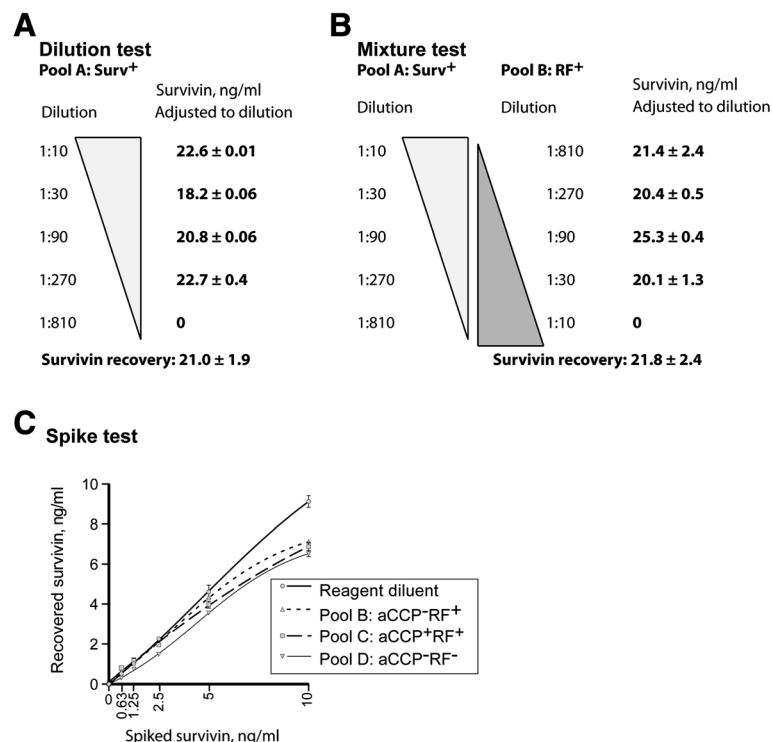 A
Dilution test
Pool A: Surv+
Dilution
Survivin, ng/ml
Adjusted to dilution
1:10 22.6 ± 0.01
1:30 18.2 ± 0.06
1:90 20.8 ± 0.06
1:270 22.7 ± 0.4
1:810 0
Survivin recovery: 21.0 ± 1.9
B
Mixture test
Pool A: Surv+ Pool B: RF+
Dilution Dilution
Survivin, ng/ml
Adjusted to dilution
1:10 1:810 21.4 ± 2.4
1:30 1:270 20.4 ± 0.5
1:90 1:90 25.3 ± 0.4
1:270 1:30 20.1 ± 1.3
1:810 1:10 0
Survivin recovery: 21.8 ± 2.4
C
Spike test
Recovered survivin, ng/ml
10
8
6
4
2
0
0 0.63 1.25 2.5 5 10
Spiked survivin, ng/ml
Reagent diluent
Pool B: aCCP-RF+
Pool C: aCCP+RF+
Pool D: aCCP-RF-